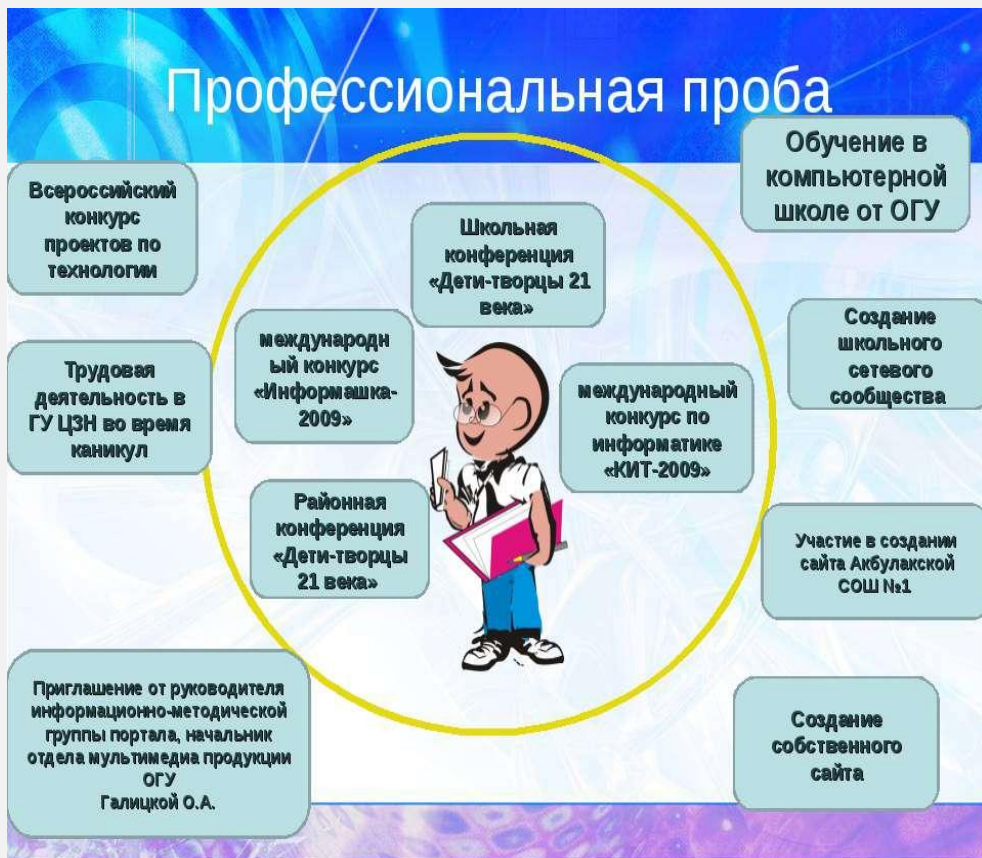 Профессиональная проба
Всероссийский
конкурс
проектов по
технологии
Школьная
конференция
«Дети-творцы 21
века»
Обучение в
компьютерной
школе от ОГУ
Трудовая
деятельность в
ГУ ЦЗН во время
каникул
международн
ый конкурс
«Информашка-
2009»
международный
конкурс по
информатике
«КИТ-2009»
Создание
школьного
сетевого
сообщества
Районная
конференция
«Дети-творцы
21 века»
Участие в создании
сайта Акбулакской
СОШ №1
Приглашение от руководителя
информационно-методической
группы портала, начальник
отдела мультимедиа продукции
ОГУ
Галицкой О.А.
Создание
собственного
сайта